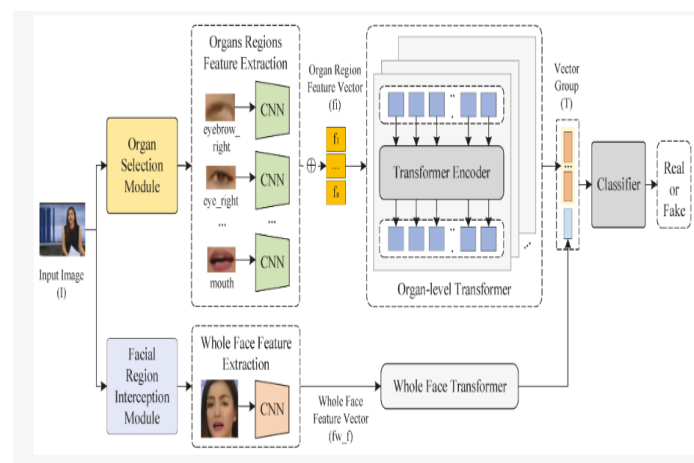 Organs Regions
Feature Extraction
CNN
eyebrow_
right
CNN
eye_right
...
...
CNN
mouth
Organ
Selection
Module
Input Image
(I)
Facial
Region
Interception
Module
Whole Face Feature
Extraction
CNN
Organ Region
Feature Vector
(fi)
f1
...
fn
Transformer Encoder
...
Organ-level Transformer
Whole Face
Feature Vector
(fw_f)
Whole Face Transformer
Vector
Group
(T)
...
Classifier
Real
or
Fake